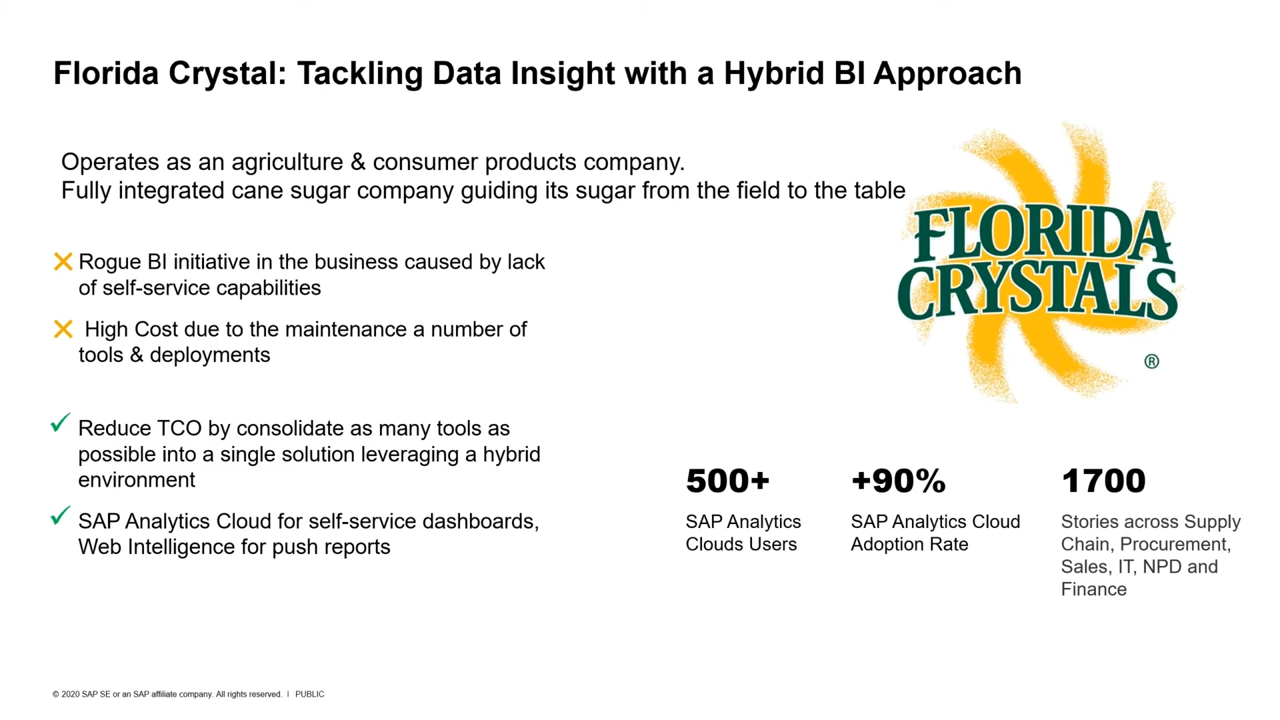 Florida Crystal: Tackling Data Insight with a Hybrid BI Approach
Operates as an agriculture & consumer products company.
Fully integrated cane sugar company guiding its sugar from the field to the table
FLORIDA
CRYSTALS
®
Rogue BI initiative in the business caused by lack
of self-service capabilities
High Cost due to the maintenance a number of
tools & deployments
Reduce TCO by consolidate as many tools as
possible into a single solution leveraging a hybrid
environment
SAP Analytics Cloud for self-service dashboards,
Web Intelligence for push reports
500+
SAP Analytics
Clouds Users
+90%
SAP Analytics Cloud
Adoption Rate
1700
Stories across Supply
Chain, Procurement,
Sales, IT, NPD and
Finance
© 2020 SAP SE or an SAP affiliate company. All rights reserved. I PUBLIC